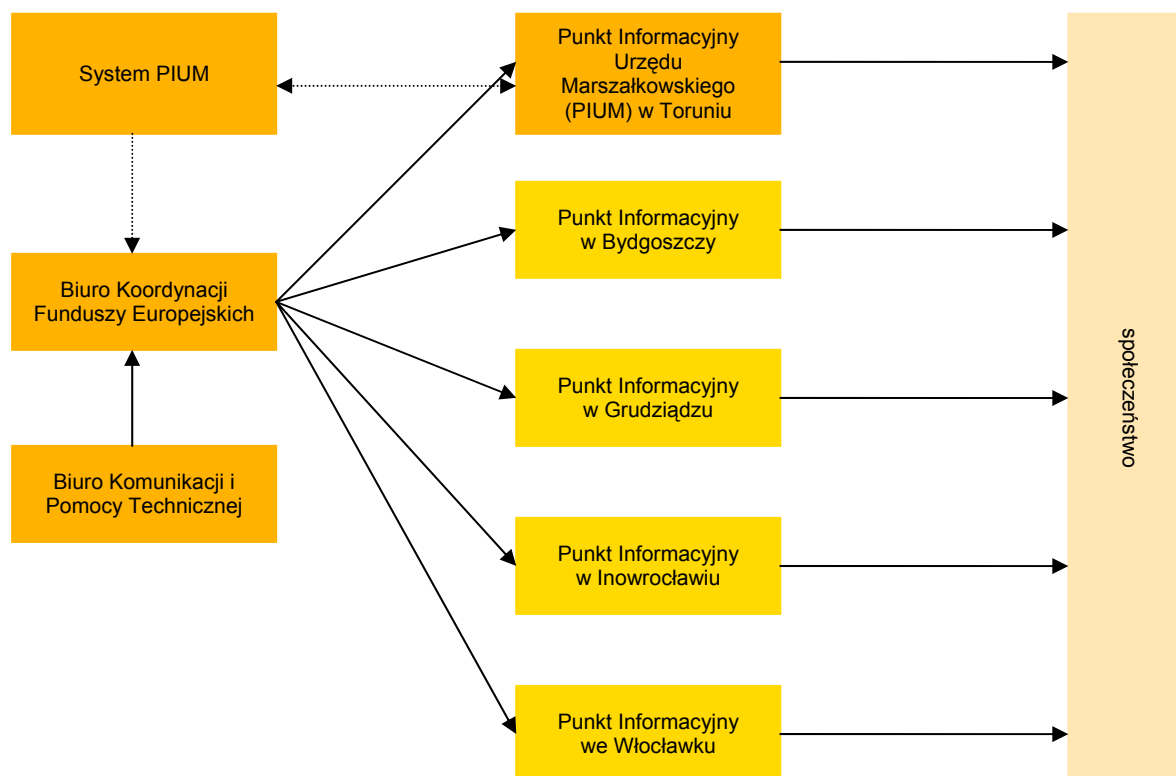 System PIUM
Punkt Informacyjny
Urzędu
Marszałkowskiego
(PIUM) w Toruniu
Punkt Informacyjny
w Bydgoszczy
Biuro Koordynacji
Funduszy Europejskich
Punkt Informacyjny
w Grudziądzu
Biuro Komunikacji i
Pomocy Technicznej
Punkt Informacyjny
w Inowrocławiu
Punkt Informacyjny
we Włocławku
społeczeństwo